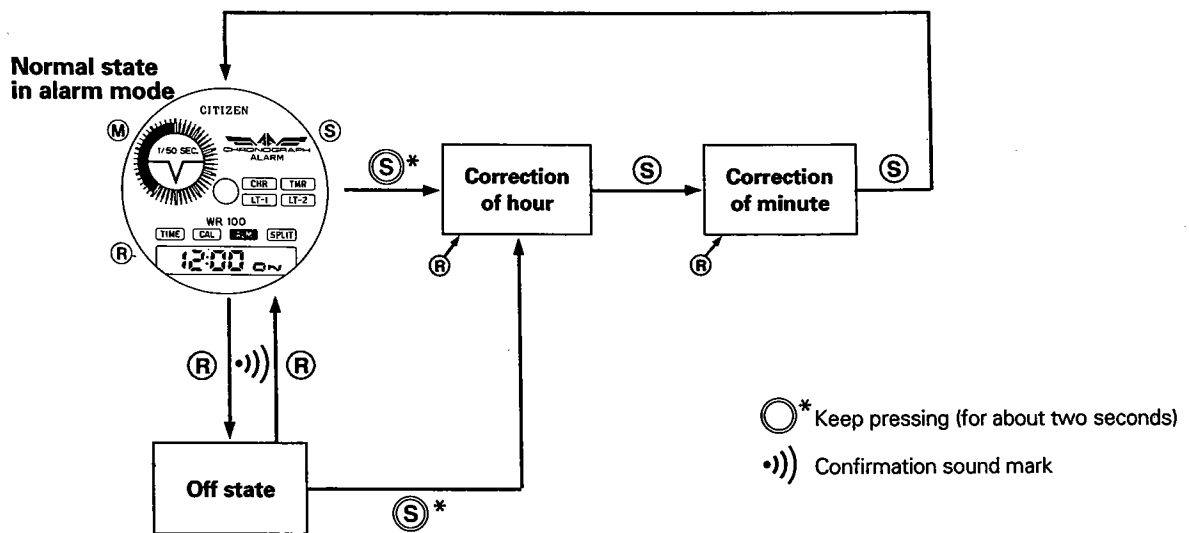 Normal state
in alarm mode
CITIZEN
M
S
1/50 SEC.
CHRONOGRAPH
ALARM
CHR TMR
LT-1 LT-2
WR 100
TIME CAL ALM SPLIT
R
12:00 ON
S*
Correction
of hour
S
Correction
of minute
S
R
R
R
R
Off state
S*
* Keep pressing (for about two seconds)
Confirmation sound mark